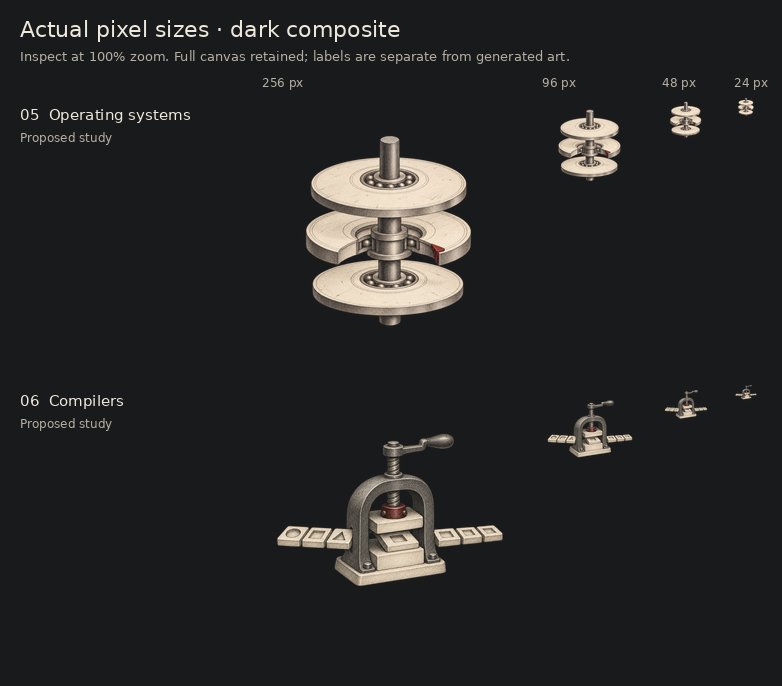 Actual pixel sizes · dark composite
Inspect at 100% zoom. Full canvas retained; labels are separate from generated art.
256 px
96 px
48 px
24 px
05 Operating systems
Proposed study
06 Compilers
Proposed study